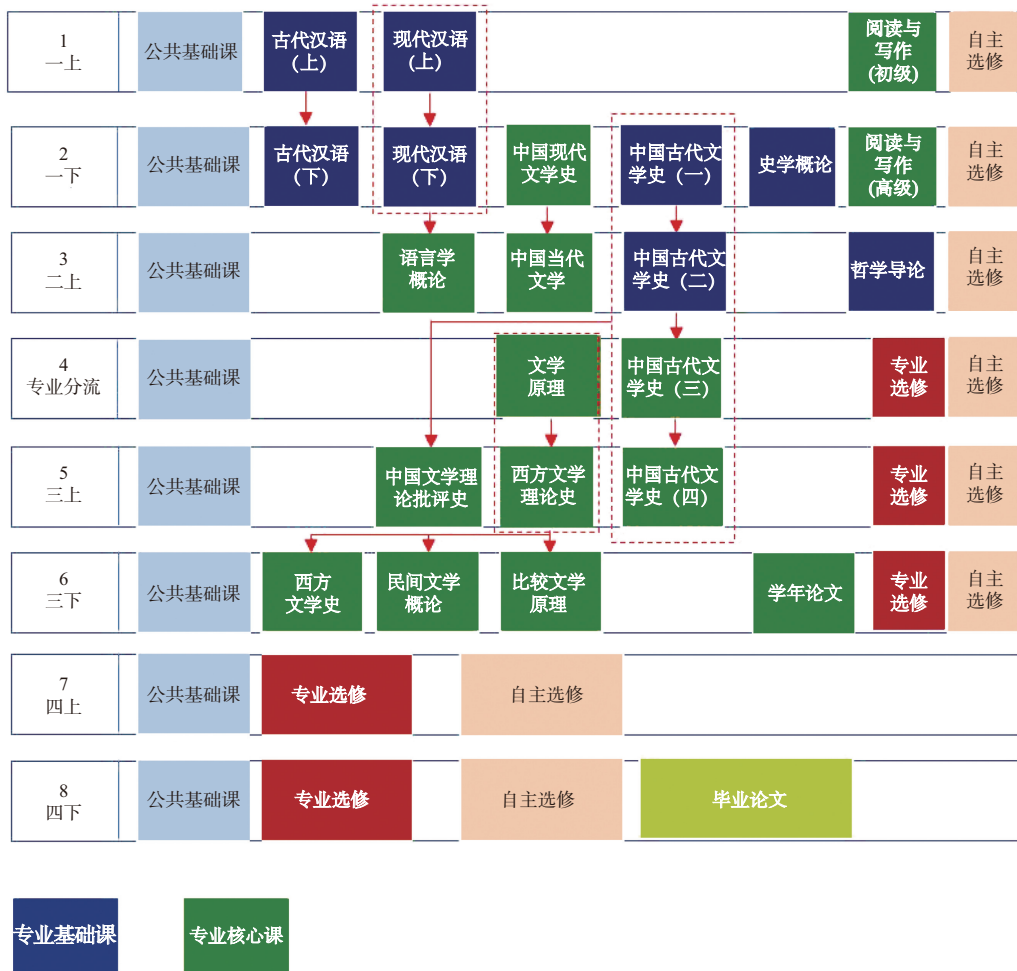 1
一上
公共基础课
古代汉语
（上）
现代汉语
（上）
阅读与
写作
(初级)
自主
选修
2
一下
公共基础课
古代汉语
（下）
现代汉语
（下）
中国现代
文学史
中国古代文
学史（一）
史学概论
阅读与
写作
(高级)
自主
选修
3
二上
公共基础课
语言学
概论
中国当代
文学
中国古代文
学史（二）
哲学导论
自主
选修
4
专业分流
公共基础课
文学
原理
中国古代文
学史（三）
专业
选修
自主
选修
5
三上
公共基础课
中国文学理
论批评史
西方文学
理论史
中国古代文
学史（四）
专业
选修
自主
选修
6
三下
公共基础课
西方
文学史
民间文学
概论
比较文学
原理
学年论文
专业
选修
自主
选修
7
四上
公共基础课
专业选修
自主选修
8
四下
公共基础课
专业选修
自主选修
毕业论文
专业基础课
专业核心课